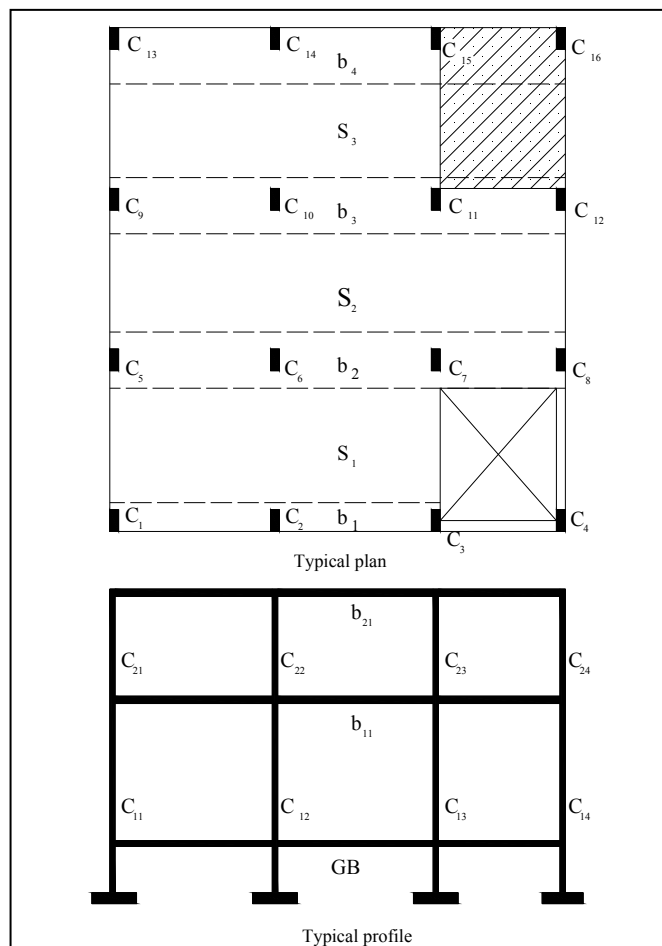 C13 C14 C15 C16
b4
S3
C9 C10 b3 C11 C12
S2
C5 C6 b2 C7 C8
S1
C1 C2 b1 C3 C4
Typical plan
b21
C21 C22 C23 C24
b11
C11 C12 C13 C14
GB
Typical profile